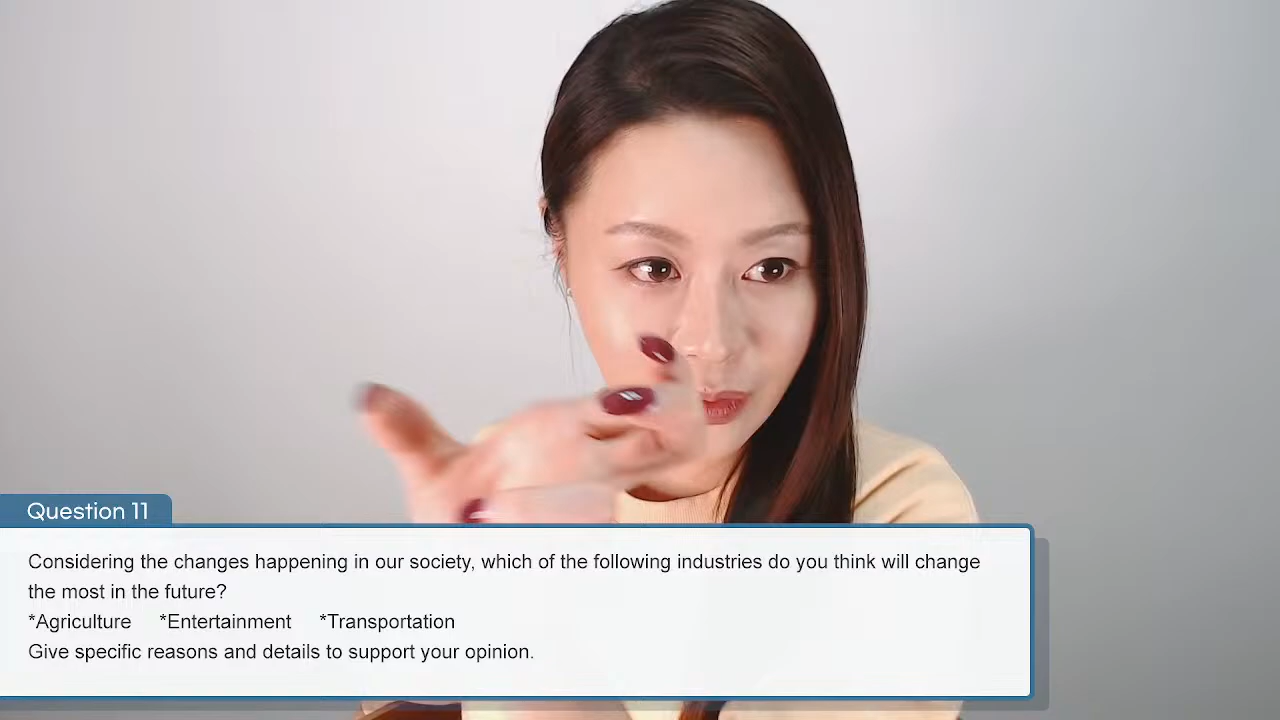 Question 11
Considering the changes happening in our society, which of the following industries do you think will change
the most in the future?
*Agriculture *Entertainment *Transportation
Give specific reasons and details to support your opinion.